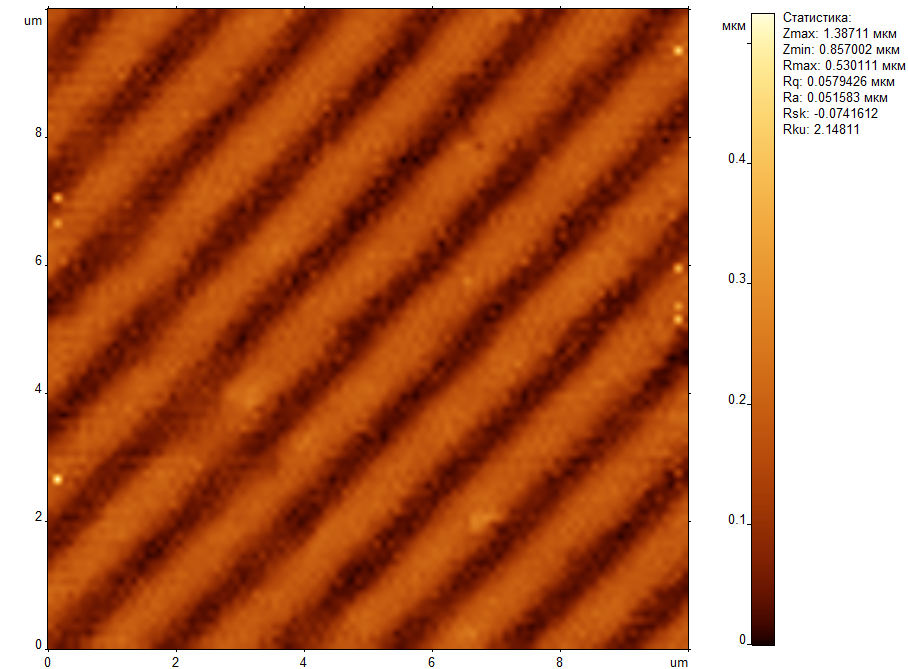 um
8
6
4
2
0
0
2
4
6
8
um
мкм
0.4
0.3
0.2
0.1
0
Статистика:
Zmax: 1.38711 мкм
Zmin: 0.857002 мкм
Rmax: 0.530111 мкм
Rq: 0.0579426 мкм
Ra: 0.051583 мкм
Rsk: -0.0741612
Rku: 2.14811